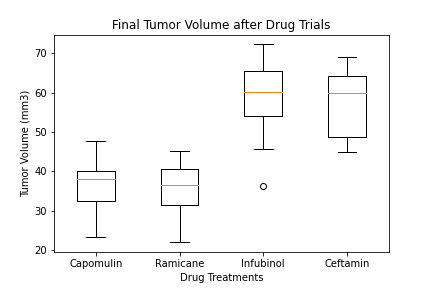 Final Tumor Volume after Drug Trials
Tumor Volume (mm3)
70
60
50
40
30
20
Capomulin Ramicane Infubinol Ceftamin
Drug Treatments